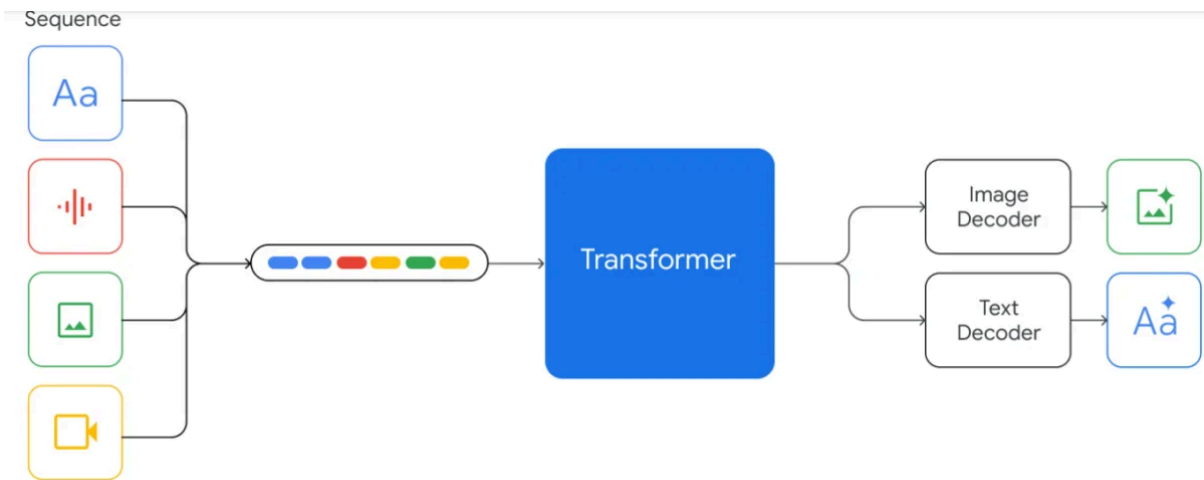 Sequence
Aa
Transformer
Image
Decoder
Text
Decoder
Aa